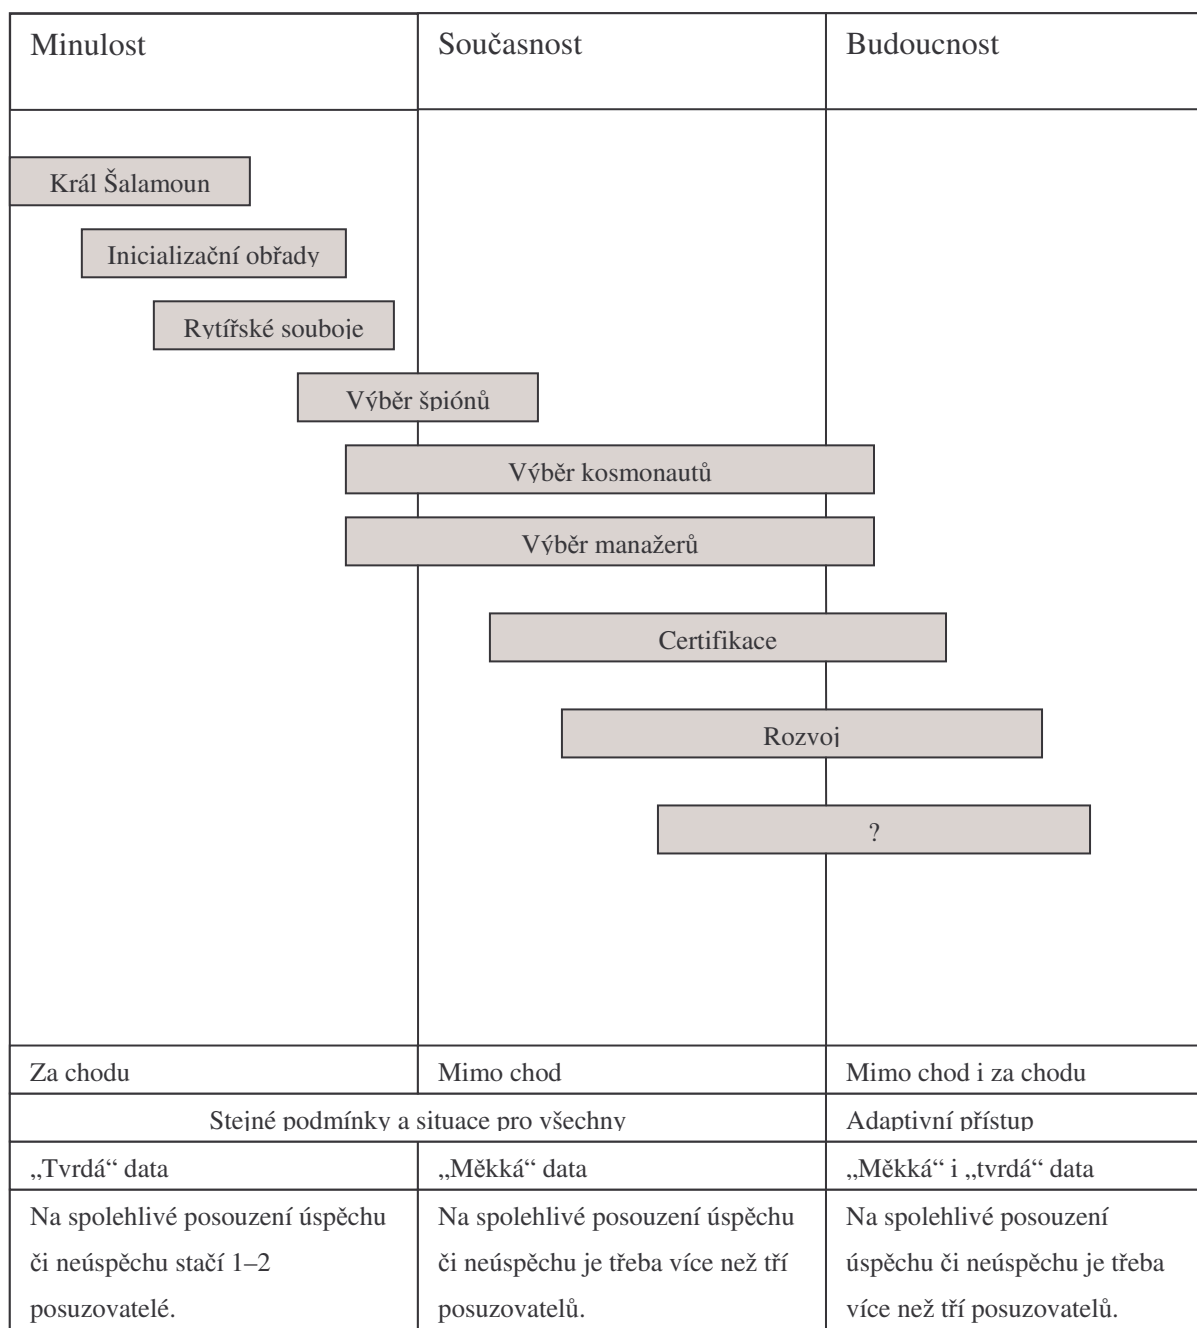 Minulost
Současnost
Budoucnost
Král Šalamoun
Inicializační obřady
Rytířské souboje
Výběr špiónů
Výběr kosmonautů
Výběr manažerů
Certifikace
Rozvoj
?
Za chodu
Mimo chod
Mimo chod i za chodu
Stejné podmínky a situace pro všechny
Adaptivní přístup
„Tvrdá“ data
„Měkká“ data
„Měkká“ i „tvrdá“ data
Na spolehlivé posouzení úspěchu
či neúspěchu stačí 1–2
posuzovatelé.
Na spolehlivé posouzení úspěchu
či neúspěchu je třeba více než tří
posuzovatelů.
Na spolehlivé posouzení
úspěchu či neúspěchu je třeba
více než tří posuzovatelů.